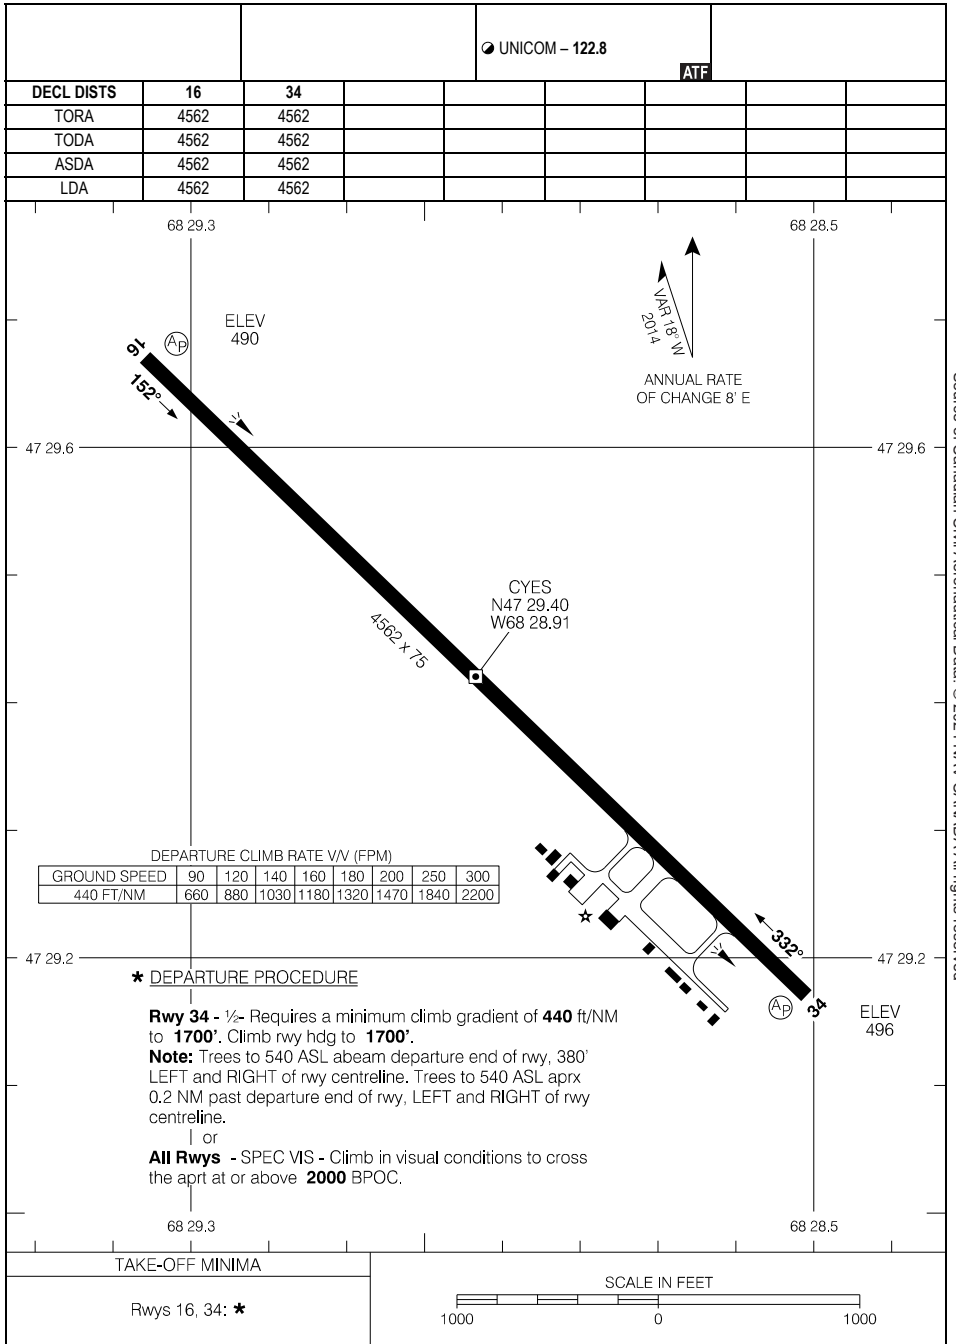 UNICOM – 122.8
ATF
DECL DISTS 16 34
TORA 4562 4562
TODA 4562 4562
ASDA 4562 4562
LDA 4562 4562
68 29.3 68 28.5
ELEV
490
AP
16
152°
VAR 18° W
2014
ANNUAL RATE
OF CHANGE 8' E
47 29.6 47 29.6
CYES
N47 29.40
W68 28.91
4562 x 75
DEPARTURE CLIMB RATE V/V (FPM)
GROUND SPEED 90 120 140 160 180 200 250 300
440 FT/NM 660 880 1030 1180 1320 1470 1840 2200
332°
47 29.2 47 29.2
AP
34
ELEV
496
* DEPARTURE PROCEDURE
Rwy 34 - ½- Requires a minimum climb gradient of 440 ft/NM
to 1700’. Climb rwy hdg to 1700’.
Note: Trees to 540 ASL abeam departure end of rwy, 380’
LEFT and RIGHT of rwy centreline. Trees to 540 ASL aprx
0.2 NM past departure end of rwy, LEFT and RIGHT of rwy
centreline.
or
All Rwys - SPEC VIS - Climb in visual conditions to cross
the aprt at or above 2000 BPOC.
68 29.3 68 28.5
TAKE-OFF MINIMA
Rwys 16, 34: *
SCALE IN FEET
1000 0 1000